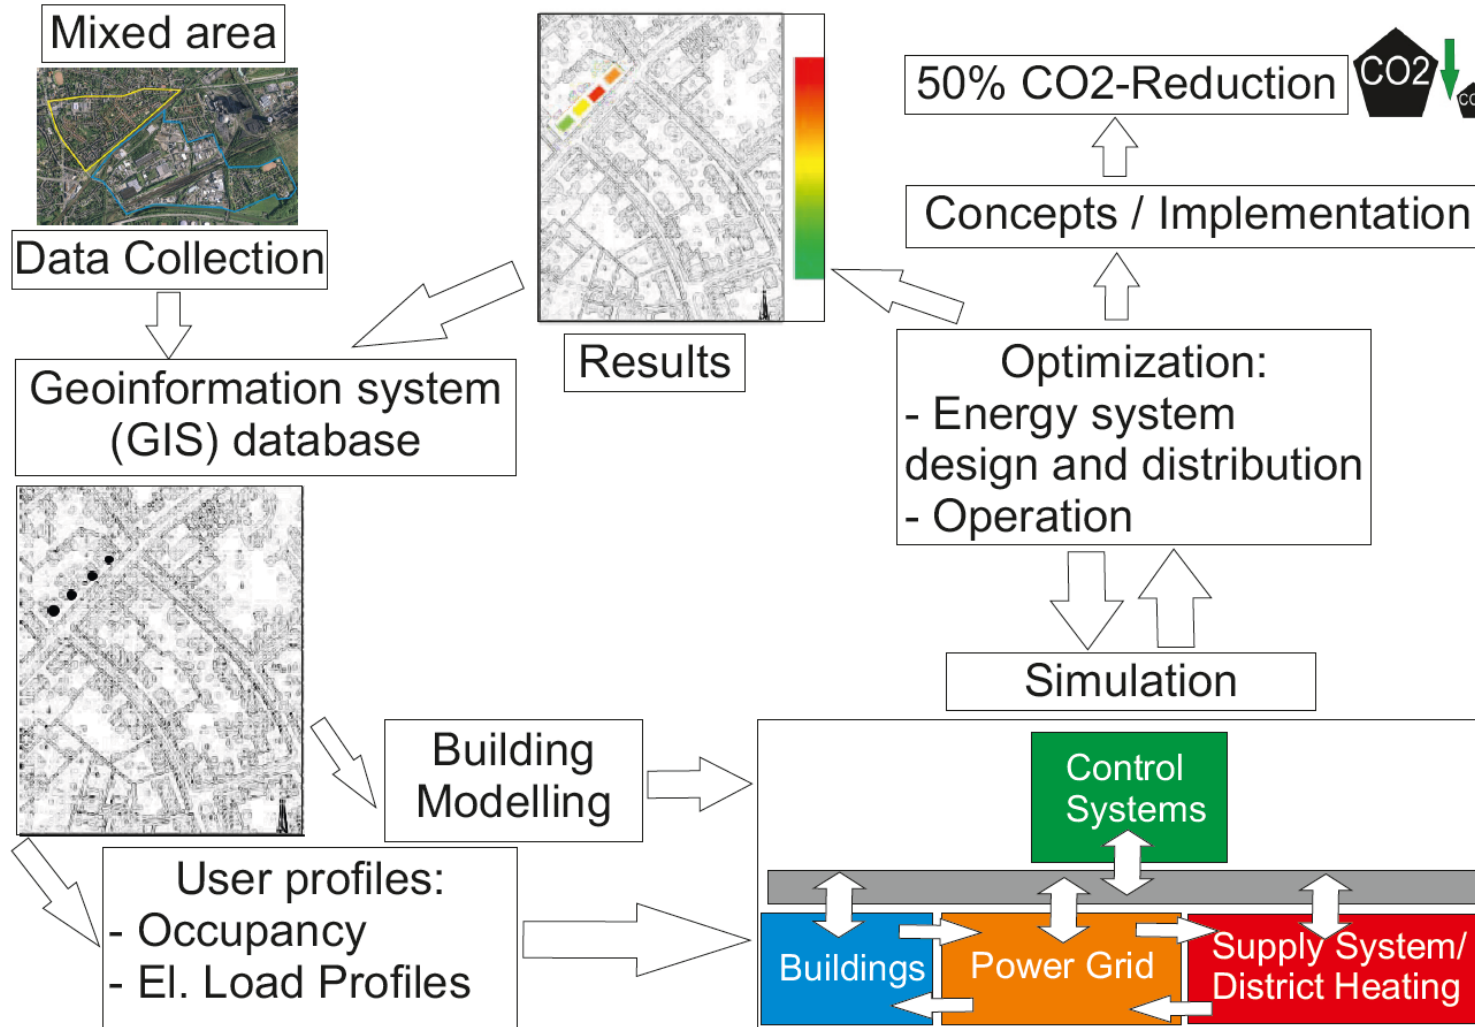 Mixed area
Data Collection
Geoinformation system
(GIS) database
Results
50% CO2-Reduction
CO2
Concepts / Implementation
Optimization:
- Energy system
design and distribution
- Operation
Simulation
Building
Modelling
User profiles:
- Occupancy
- El. Load Profiles
Control
Systems
Buildings
Power Grid
Supply System/
District Heating